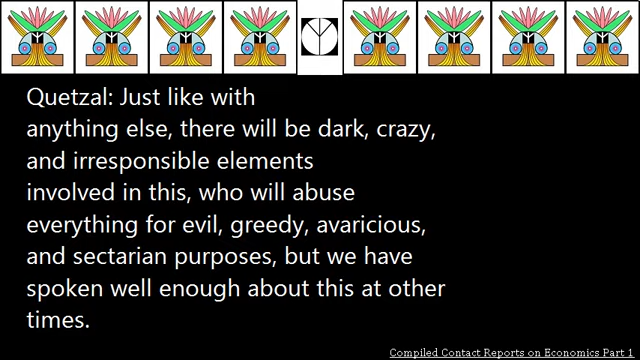 Quetzal: Just like with
anything else, there will be dark, crazy,
and irresponsible elements
involved in this, who will abuse
everything for evil, greedy, avaricious,
and sectarian purposes, but we have
spoken well enough about this at other
times.
Compiled Contact Reports on Economics Part 1